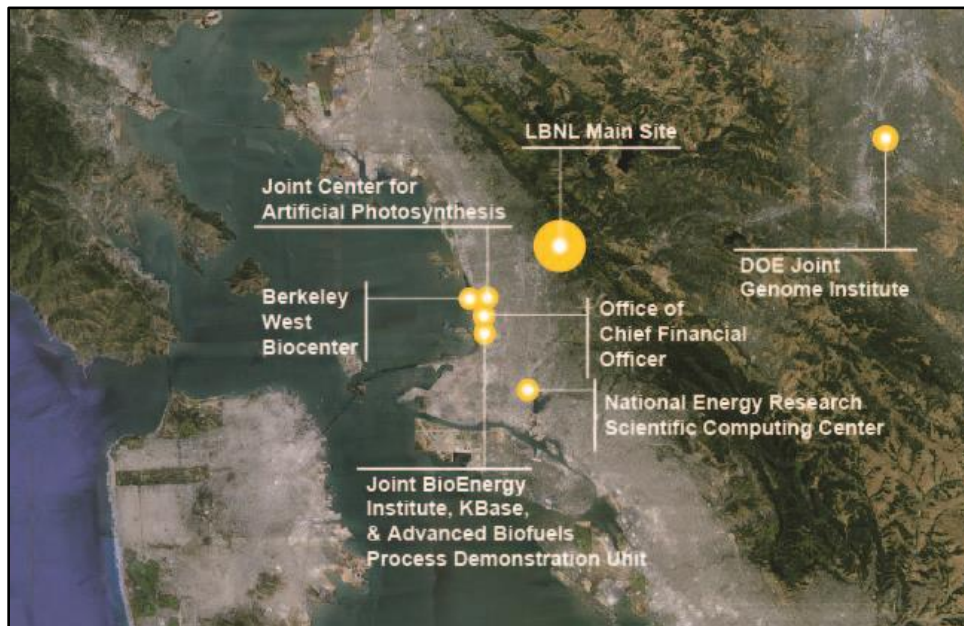 LBNL Main Site
Joint Center for
Artificial Photosynthesis
DOE Joint
Genome Institute
Berkeley
West
Biocenter
Office of
Chief Financial
Officer
National Energy Research
Scientific Computing Center
Joint BioEnergy
Institute, KBase,
& Advanced Biofuels
Process Demonstration Unit